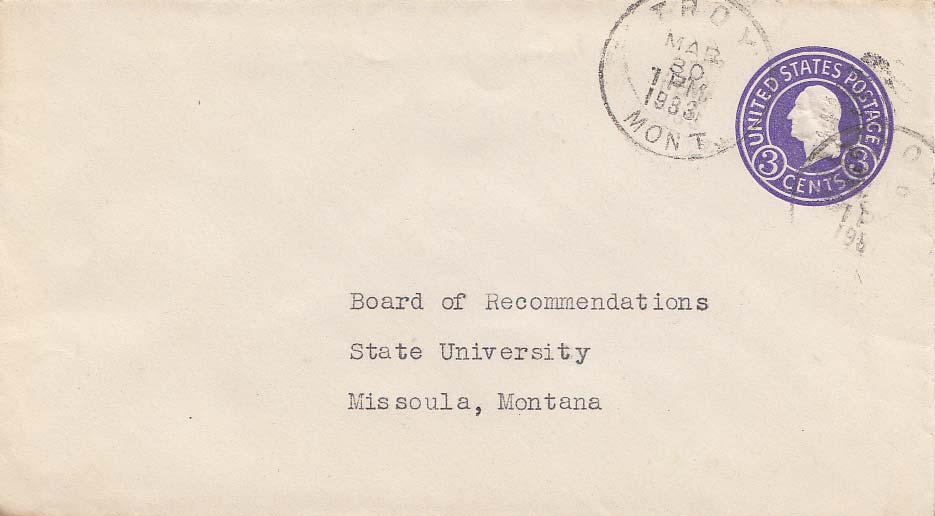 TROY
MAR
30
1 PM
1933
MONT.
UNITED STATES POSTAGE
3 CENTS 3
Board of Recommendations
State University
Missoula, Montana